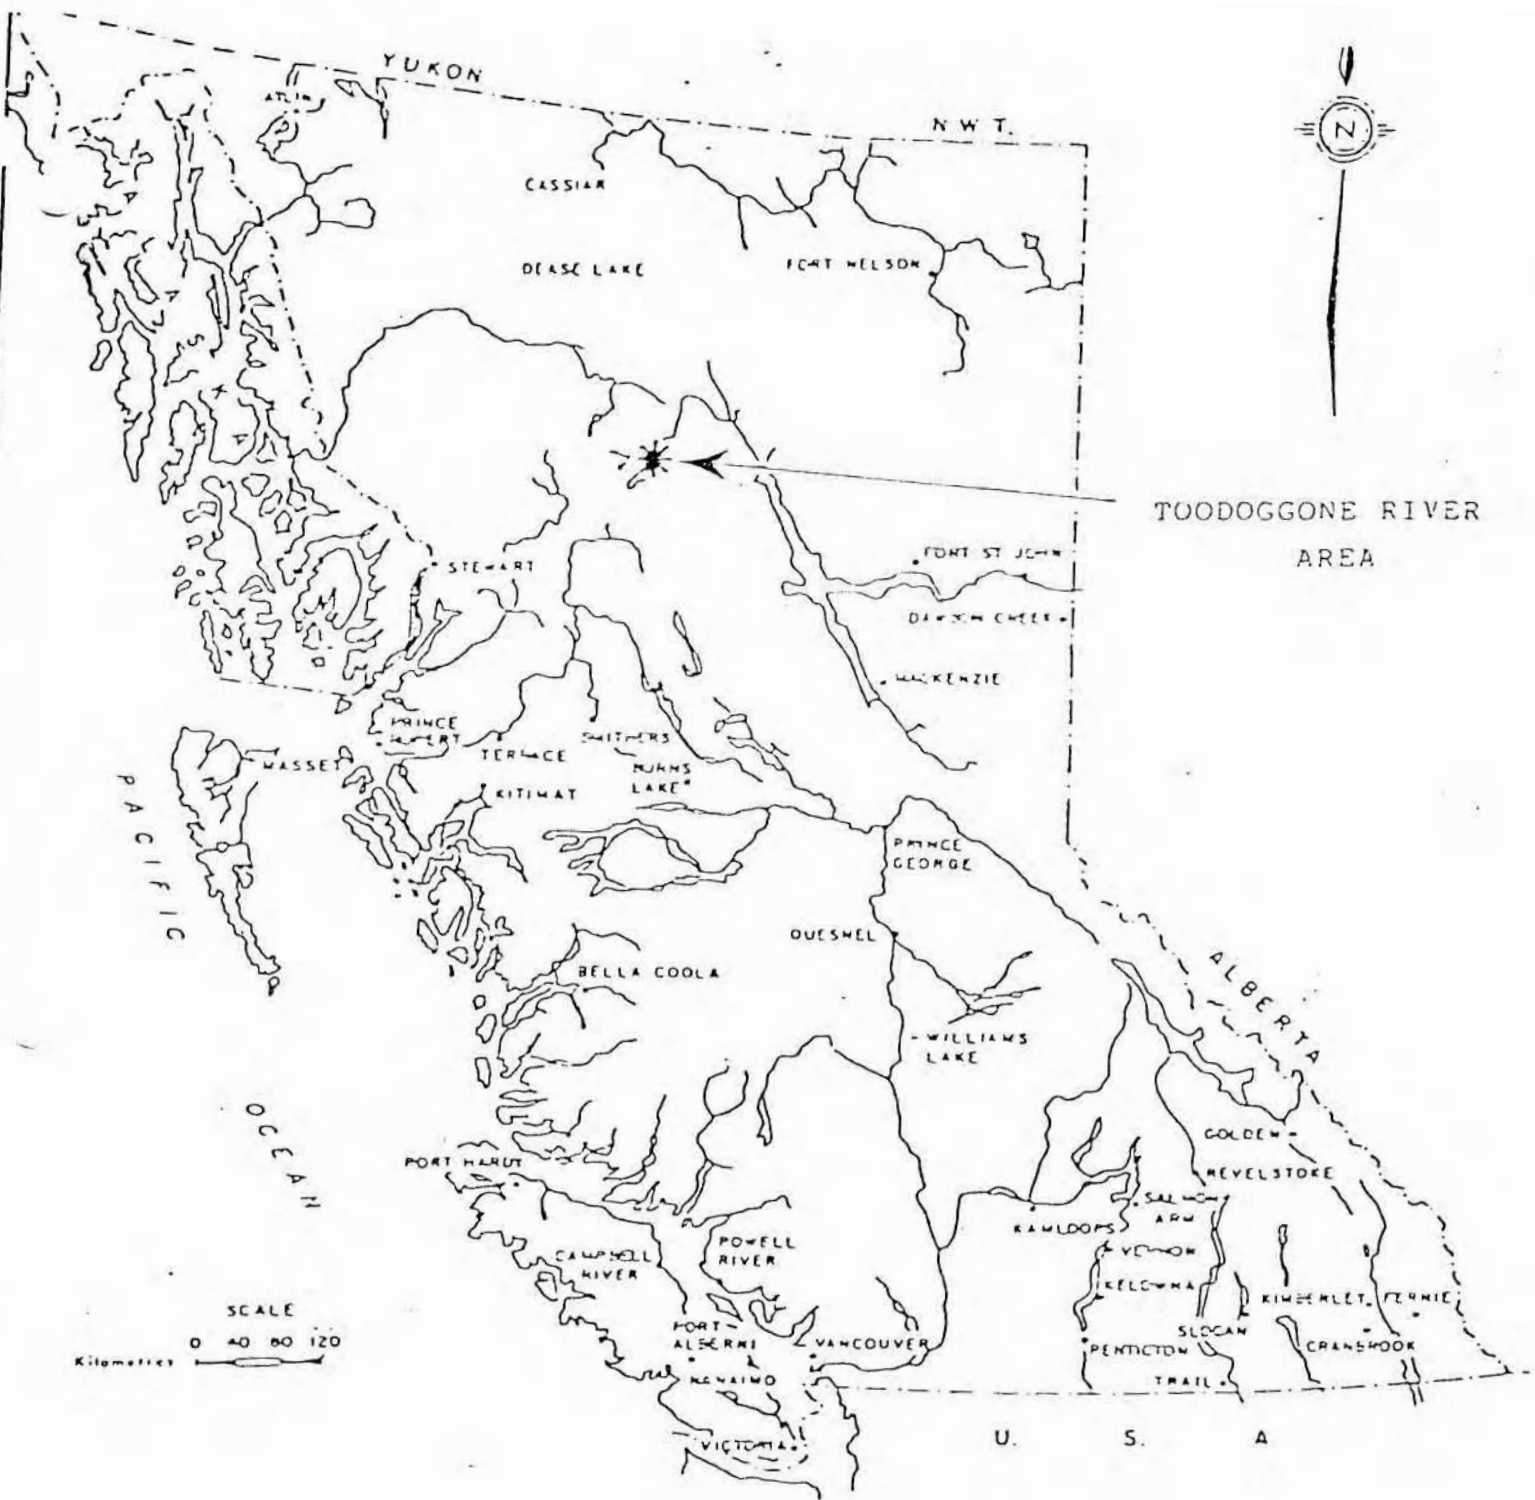 YUKON
N W T.
ATLIN
N
CASSIAR
DEASE LAKE
FORT NELSON
ALASKA
TOODOGGONE RIVER
AREA
STEWART
FORT ST JOHN
DAWSON CREEK
MACKENZIE
PRINCE
RUPERT
TERRACE
SMITHERS
MASSET
BURNS
LAKE
KITIMAT
PACIFIC
PRINCE
GEORGE
QUESNEL
BELLA COOLA
ALBERTA
WILLIAMS
LAKE
OCEAN
GOLDEN
PORT HARDY
REVELSTOKE
SALMON
ARM
KAMLOOPS
POWELL
RIVER
CAMPBELL
RIVER
VERNON
KELOWNA
KIMBERLEY
FERNIE
SCALE
0 40 80 120
Kilometres
PORT
ALBERNI
VANCOUVER
SLOCAN
PENTICTON
CRANBROOK
NANAIMO
TRAIL
VICTORIA
U. S. A